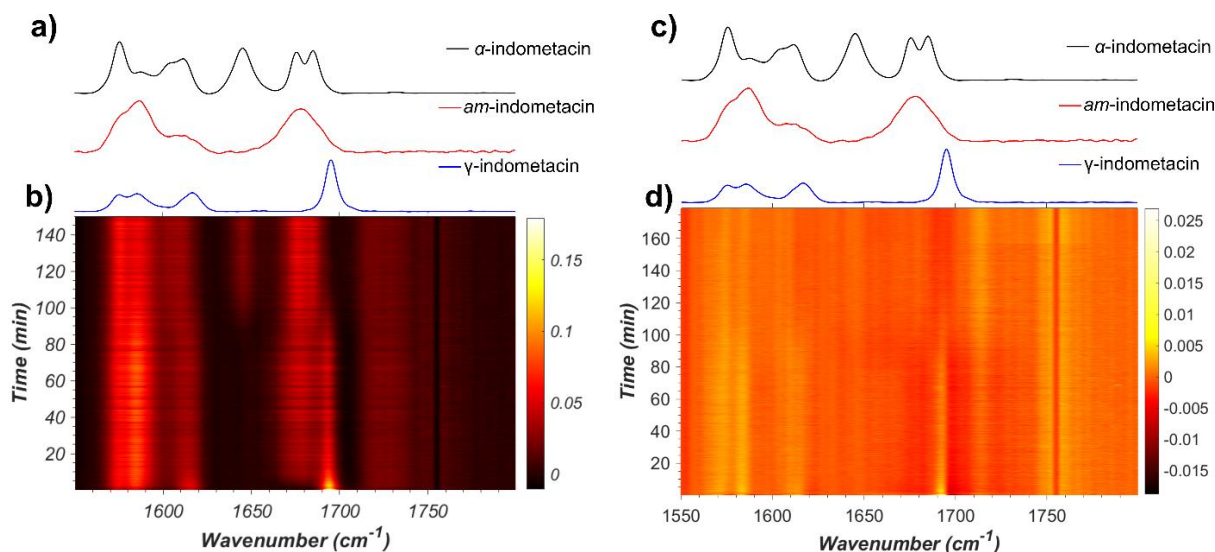 a)
α-indometacin
am-indometacin
γ-indometacin
b)
140
120
100
80
60
40
20
Time (min)
1600
1650
1700
1750
Wavenumber (cm-1)
0.15
0.1
0.05
0
c)
α-indometacin
am-indometacin
γ-indometacin
d)
160
140
120
100
80
60
40
20
Time (min)
1550
1600
1650
1700
1750
Wavenumber (cm-1)
0.025
0.02
0.015
0.01
0.005
0
-0.005
-0.01
-0.015